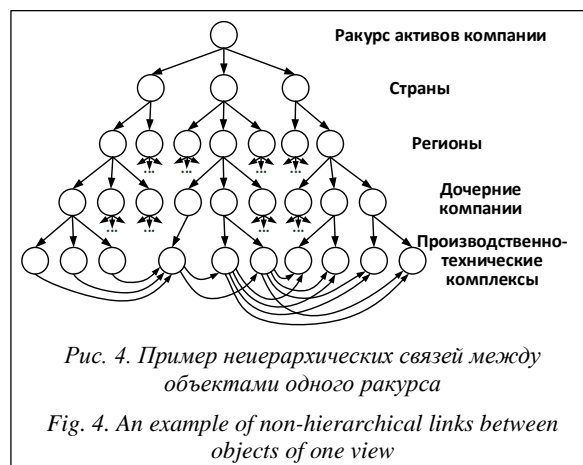 Ракурс активов компании
Страны
Регионы
...
...
...
...
Дочерние
компании
...
...
...
...
Производственно-
технические
комплексы
Рис. 4. Пример неиерархических связей между
объектами одного ракурса
Fig. 4. An example of non-hierarchical links between
objects of one view